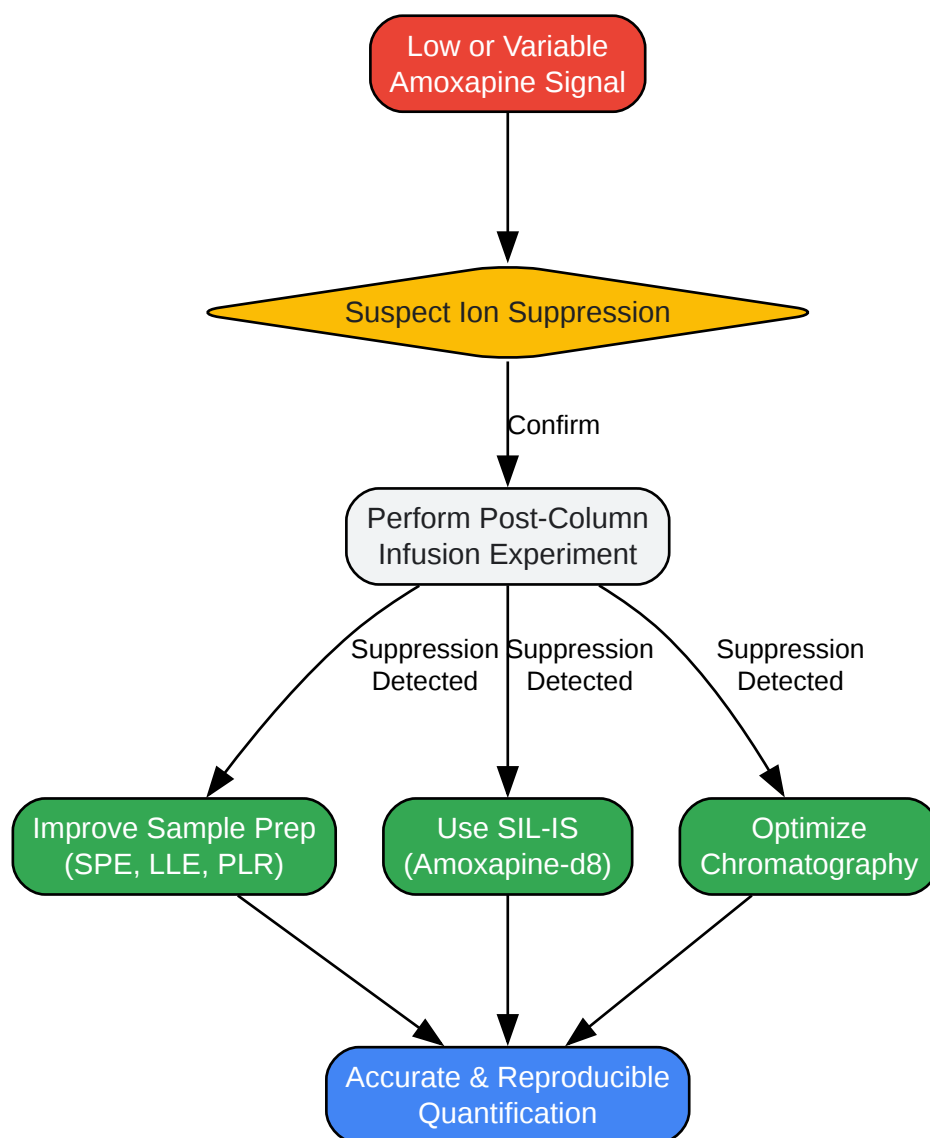 Low or Variable
Amoxapine Signal
Suspect Ion Suppression
Confirm
Perform Post-Column
Infusion Experiment
Suppression
Detected
Suppression
Detected
Suppression
Detected
Improve Sample Prep
(SPE, LLE, PLR)
Use SIL-IS
(Amoxapine-d8)
Optimize
Chromatography
Accurate & Reproducible
Quantification